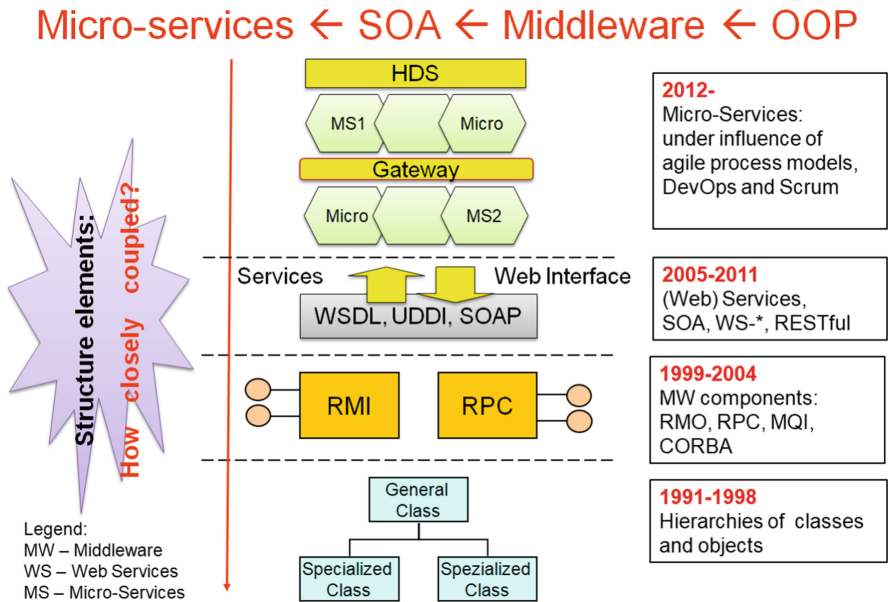 Micro-services ← SOA ← Middleware ← OOP
Structure elements:
How closely coupled?
HDS
MS1
Micro
Gateway
Micro
MS2
2012-
Micro-Services:
under influence of
agile process models,
DevOps and Scrum
Services
Web Interface
WSDL, UDDI, SOAP
2005-2011
(Web) Services,
SOA, WS-*, RESTful
RMI
RPC
1999-2004
MW components:
RMO, RPC, MQI,
CORBA
General
Class
Specialized
Class
Spezialized
Class
1991-1998
Hierarchies of classes
and objects
Legend:
MW – Middleware
WS – Web Services
MS – Micro-Services